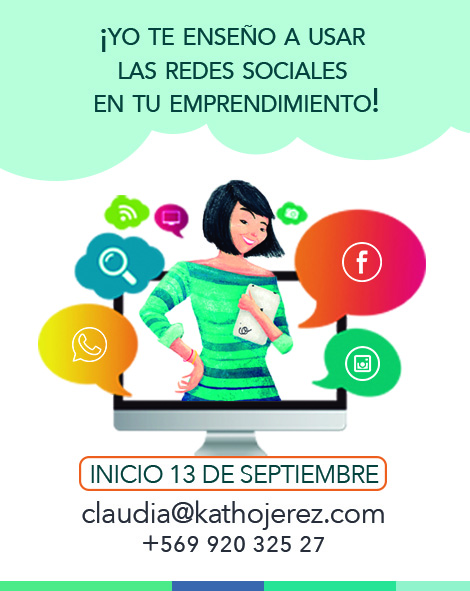 ¡YO TE ENSEÑO A USAR
LAS REDES SOCIALES
EN TU EMPRENDIMIENTO!
INICIO 13 DE SEPTIEMBRE
claudia@kathojerez.com
+569 920 325 27